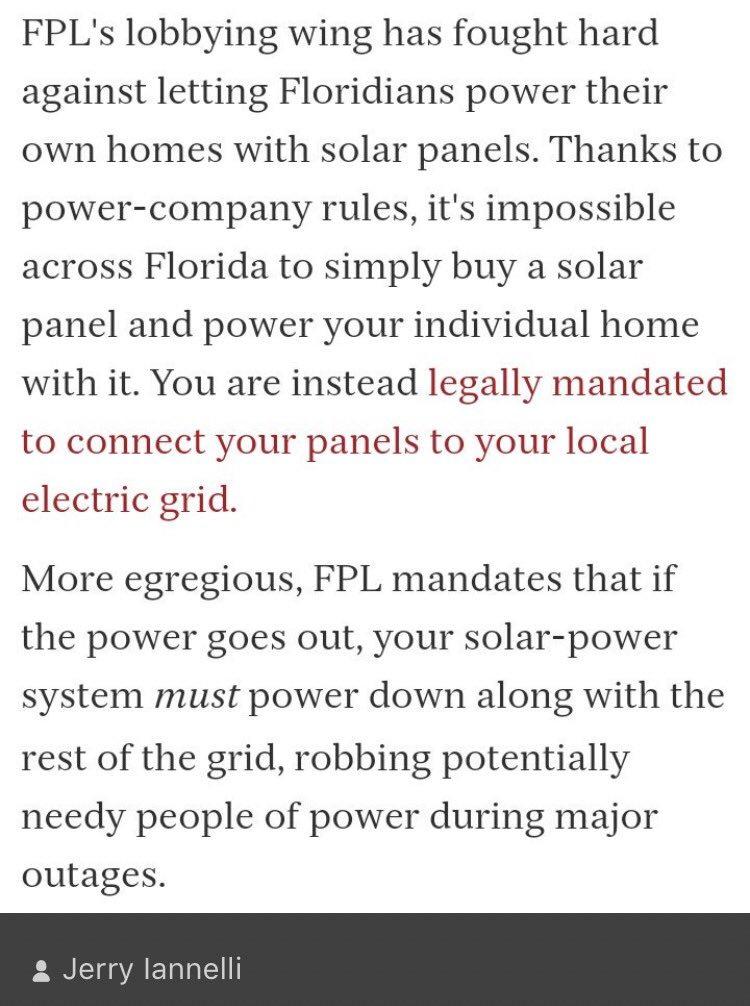 FPL's lobbying wing has fought hard
against letting Floridians power their
own homes with solar panels. Thanks to
power-company rules, it's impossible
across Florida to simply buy a solar
panel and power your individual home
with it. You are instead legally mandated
to connect your panels to your local
electric grid.
More egregious, FPL mandates that if
the power goes out, your solar-power
system must power down along with the
rest of the grid, robbing potentially
needy people of power during major
outages.
Jerry Iannelli